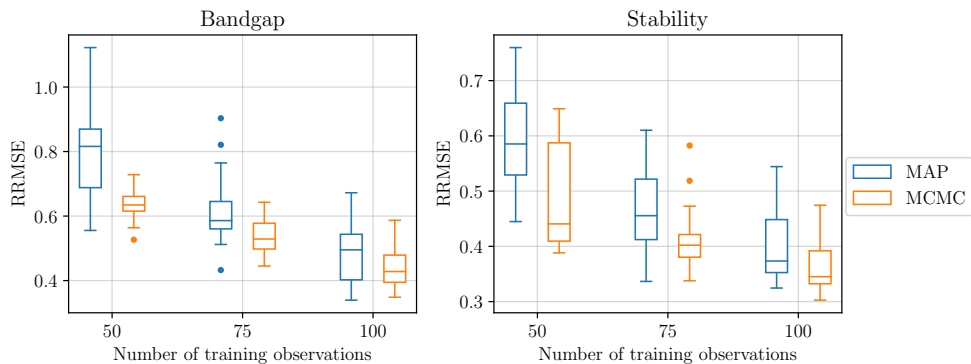 Bandgap
RRMSE
1.0
0.8
0.6
0.4
50
75
100
Number of training observations
Stability
RRMSE
0.7
0.6
0.5
0.4
0.3
50
75
100
Number of training observations
MAP
MCMC